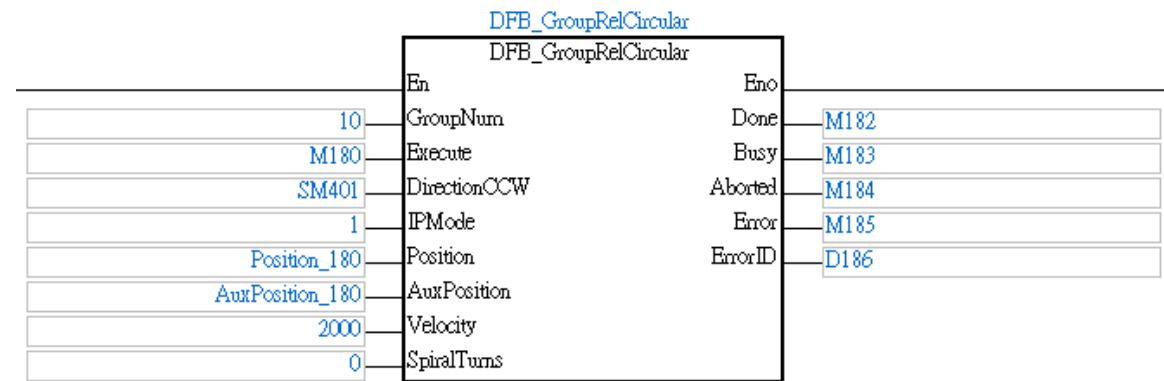 DFB_GroupRelCircular
DFB_GroupRelCircular
En Eno
10 GroupNum Done M182
M180 Execute Busy M183
SM401 DirectionCCW Aborted M184
1 IPMode Error M185
Position_180 Position ErrorID D186
AuxPosition_180 AuxPosition
2000 Velocity
0 SpiralTurns